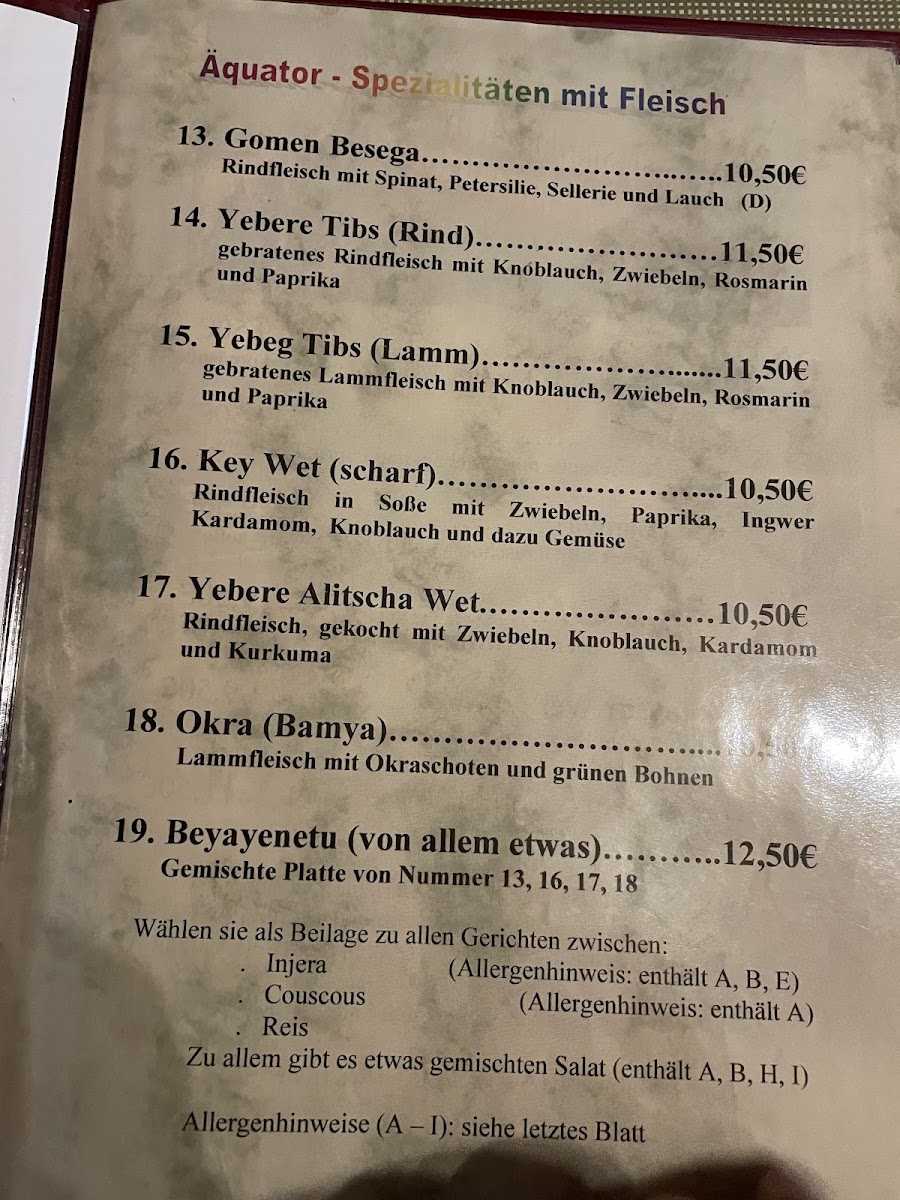 Äquator - Spezialitäten mit Fleisch
13. Gomen Besega...............................10,50€
Rindfleisch mit Spinat, Petersilie, Sellerie und Lauch (D)
14. Yebere Tibs (Rind)........................11,50€
gebratenes Rindfleisch mit Knoblauch, Zwiebeln, Rosmarin
und Paprika
15. Yebeg Tibs (Lamm)........................11,50€
gebratenes Lammfleisch mit Knoblauch, Zwiebeln, Rosmarin
und Paprika
16. Key Wet (scharf)............................10,50€
Rindfleisch in Soße mit Zwiebeln, Paprika, Ingwer
Kardamom, Knoblauch und dazu Gemüse
17. Yebere Alitscha Wet.......................10,50€
Rindfleisch, gekocht mit Zwiebeln, Knoblauch, Kardamom
und Kurkuma
18. Okra (Bamya)................................
Lammfleisch mit Okraschoten und grünen Bohnen
19. Beyayenetu (von allem etwas)...........12,50€
Gemischte Platte von Nummer 13, 16, 17, 18
Wählen sie als Beilage zu allen Gerichten zwischen:
. Injera (Allergenhinweis: enthält A, B, E)
. Couscous (Allergenhinweis: enthält A)
. Reis
Zu allem gibt es etwas gemischten Salat (enthält A, B, H, I)
Allergenhinweise (A – I): siehe letztes Blatt